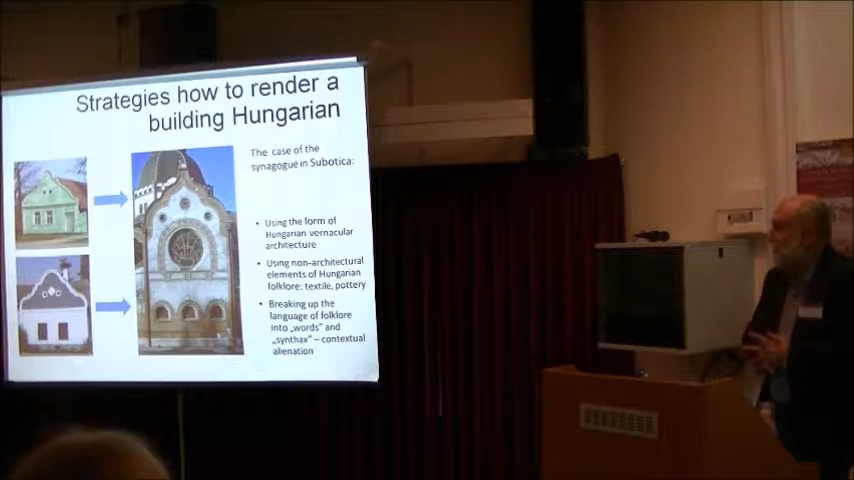 Strategies how to render a
building Hungarian
The case of the
synagogue in Subotica:
• Using the form of
Hungarian vernacular
architecture
• Using non-architectural
elements of Hungarian
folklore: textile, pottery
• Breaking up the
language of folklore
into „words” and
„synthax” – contextual
alienation